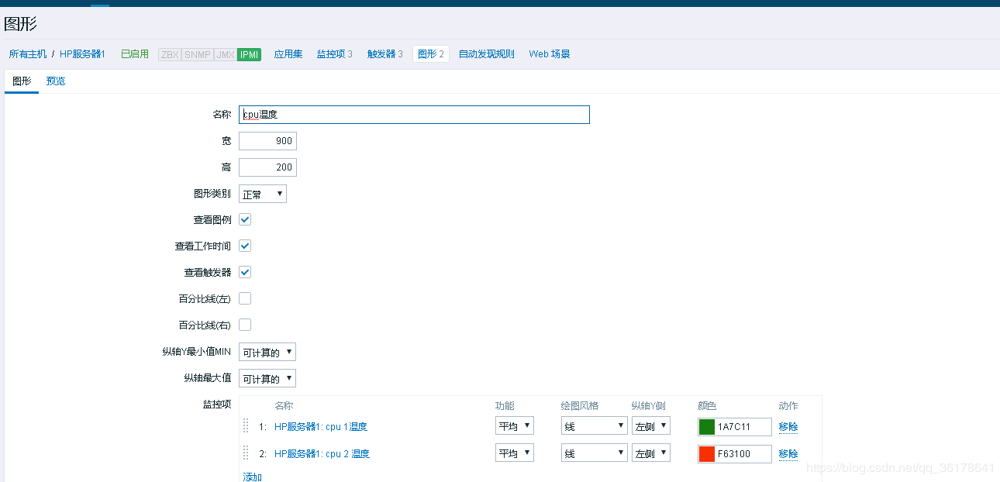 图形
所有主机 / HP服务器1 已启用 ZBX SNMP JMX IPMI 应用集 监控项 3 触发器 3 图形 2 自动发现规则 Web 场景
图形 预览
名称 cpu温度
宽 900
高 200
图形类别 正常
查看图例
查看工作时间
查看触发器
百分比线(左)
百分比线(右)
纵轴Y最小值MIN 可计算的
纵轴最大值 可计算的
监控项 名称 功能 绘图风格 纵轴Y侧 颜色 动作
1: HP服务器1: cpu 1温度 平均 线 左侧 1A7C11 移除
2: HP服务器1: cpu 2 温度 平均 线 左侧 F63100 移除
添加
https://blog.csdn.net/qq_36178641